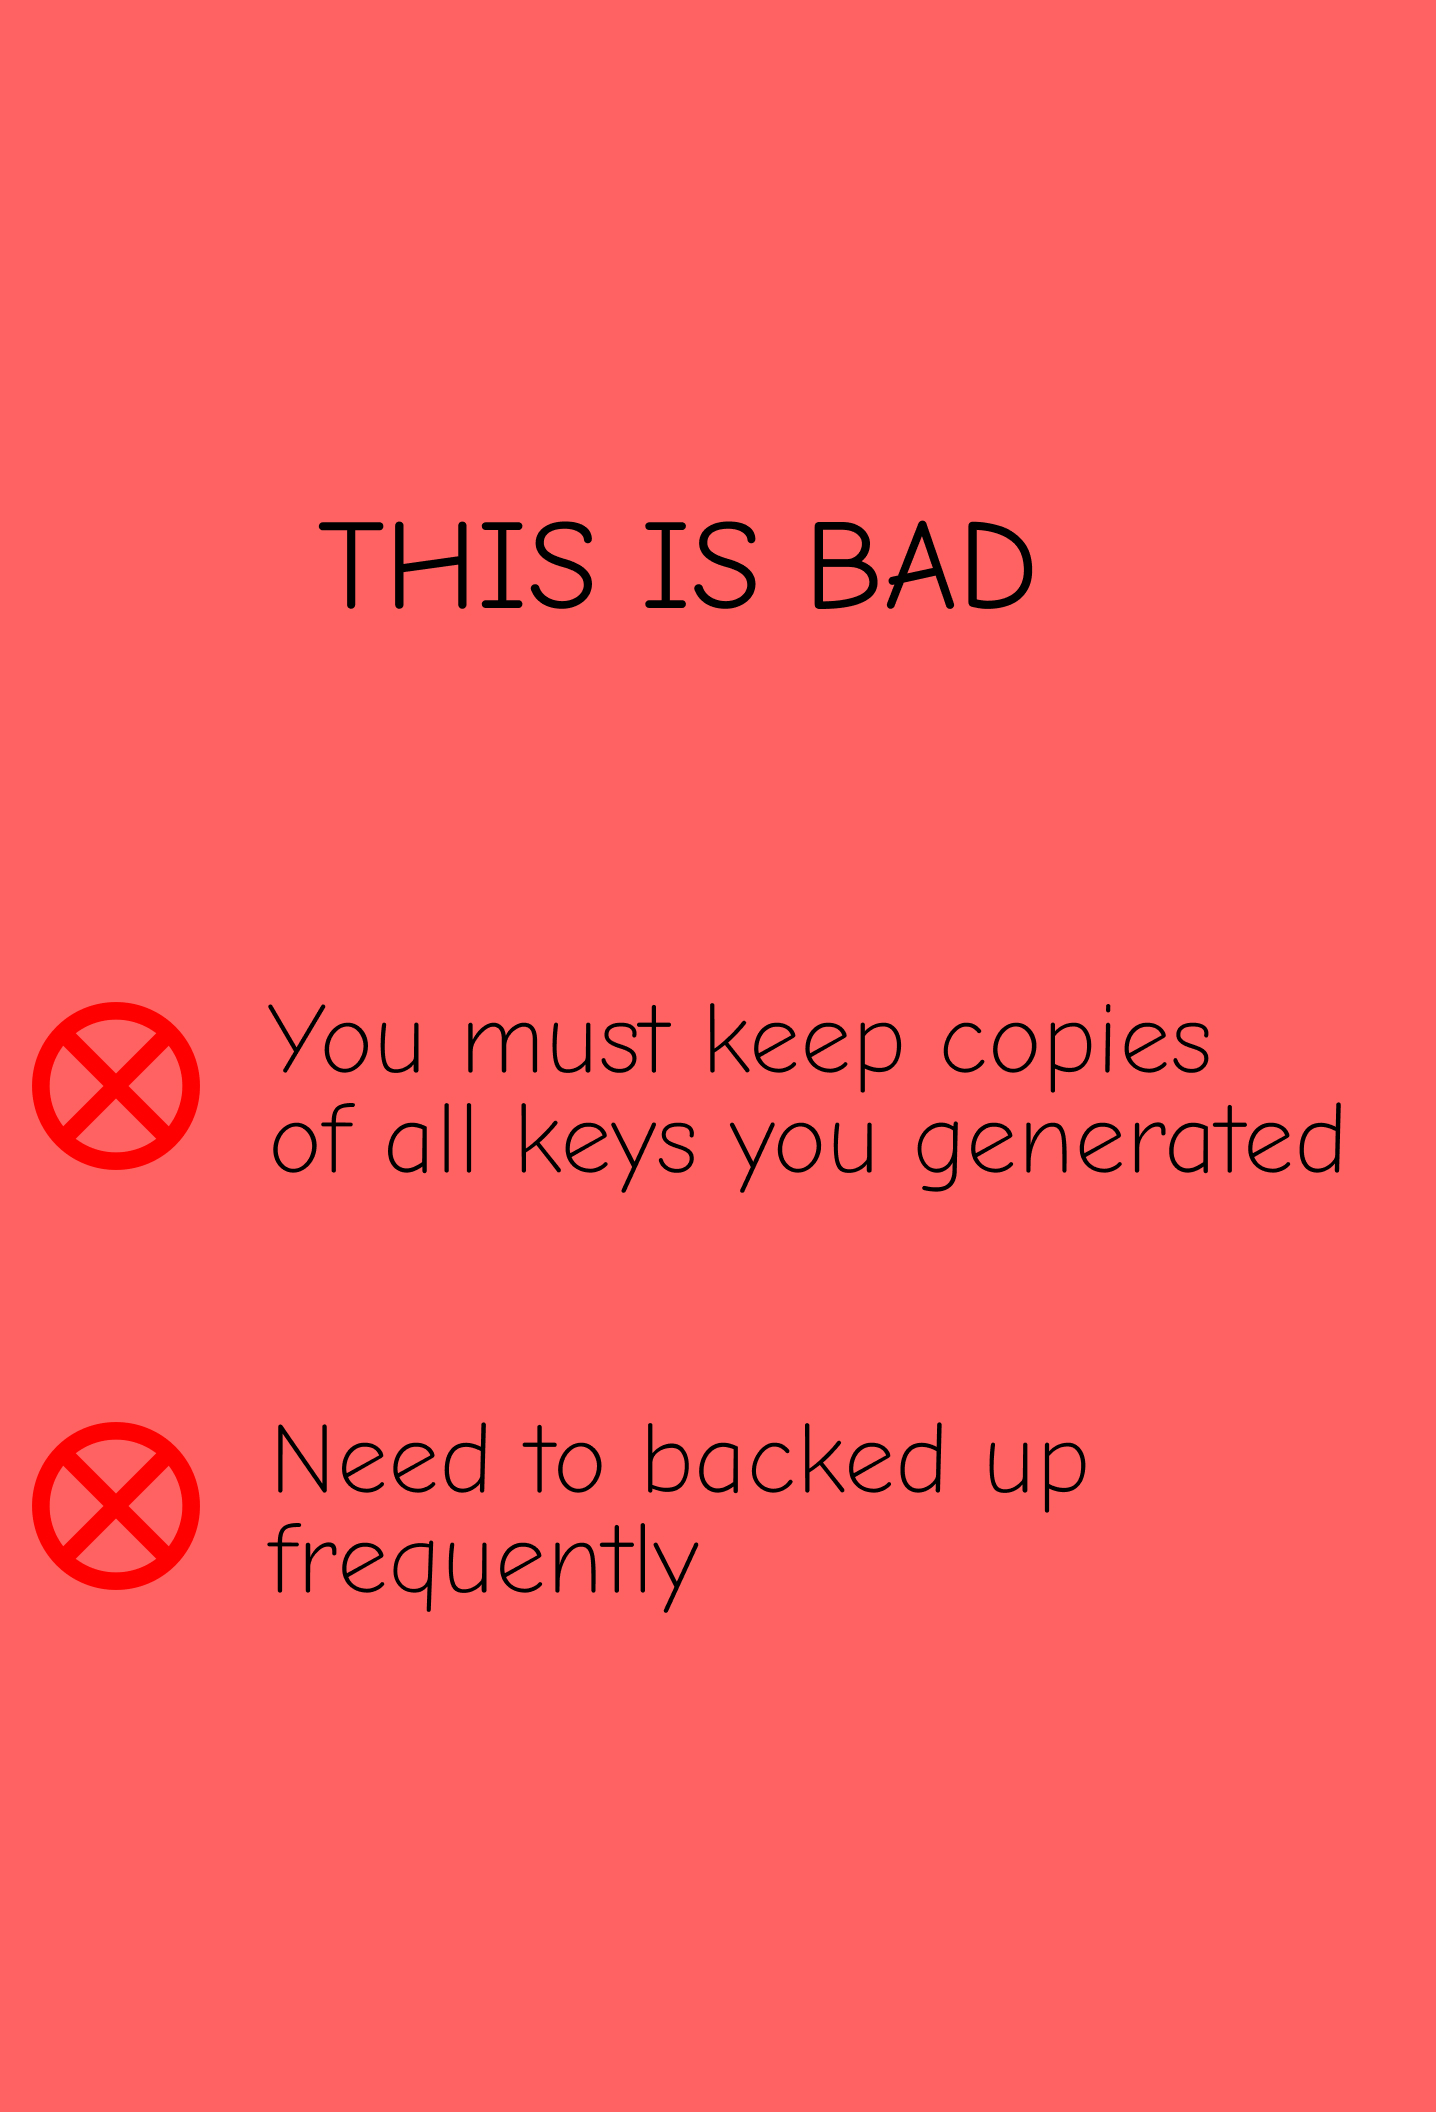 THIS IS BAD
You must keep copies
of all keys you generated
Need to backed up
frequently